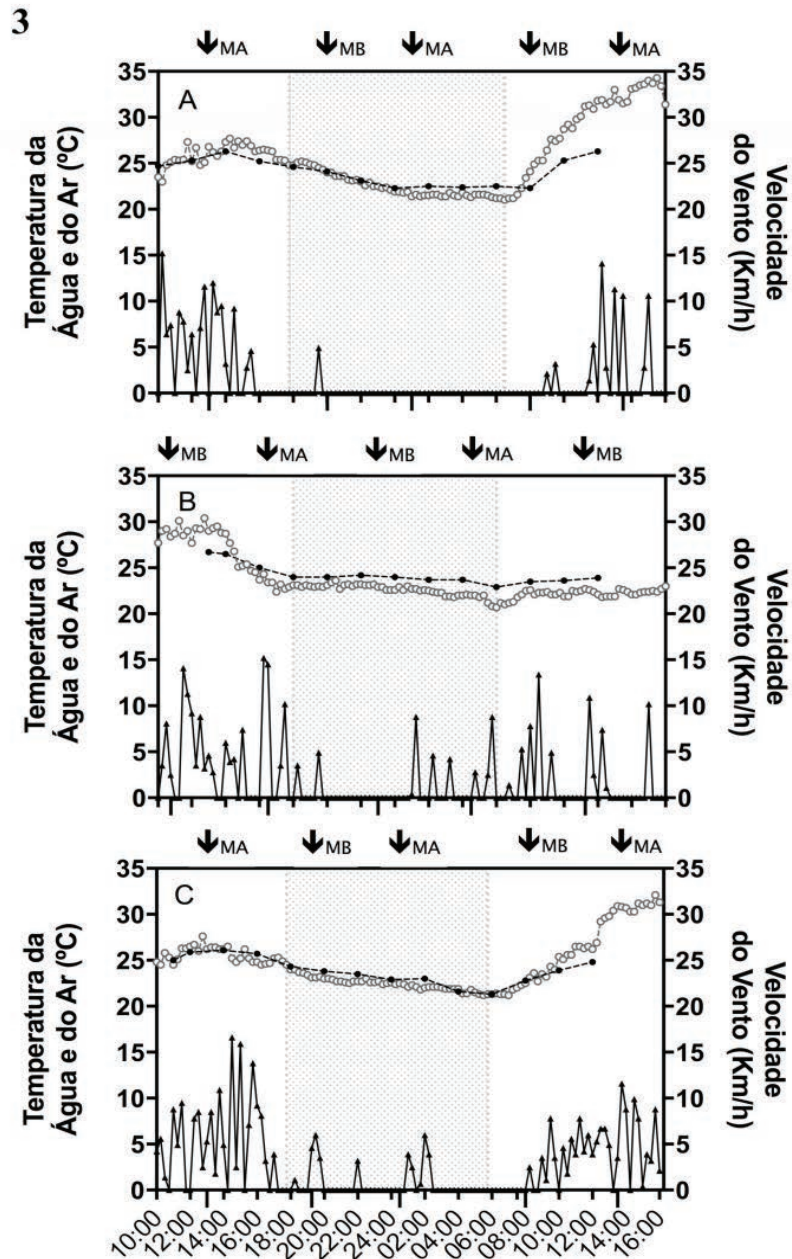 3
MA MB MA MB MA
A
35 30 25 20 15 10 5 0
Temperatura da
Água e do Ar (ºC)
35 30 25 20 15 10 5 0
Velocidade
do Vento (Km/h)
MB MA MB MA MB
B
35 30 25 20 15 10 5 0
Temperatura da
Água e do Ar (ºC)
35 30 25 20 15 10 5 0
Velocidade
do Vento (Km/h)
MA MB MA MB MA
C
35 30 25 20 15 10 5 0
Temperatura da
Água e do Ar (ºC)
35 30 25 20 15 10 5 0
Velocidade
do Vento (Km/h)
10:00 12:00 14:00 16:00 18:00 20:00 22:00 24:00 02:00 04:00 06:00 08:00 10:00 12:00 14:00 16:00